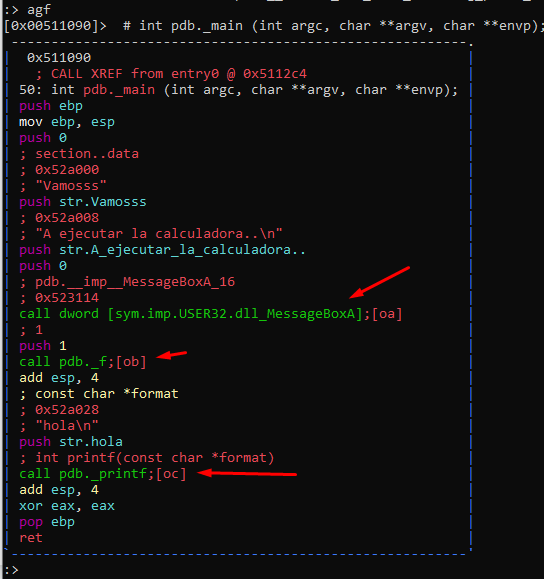 :> agf
[0x00511090]>  # int pdb._main (int argc, char **argv, char **envp);
0x511090
; CALL XREF from entry0 @ 0x5112c4
50: int pdb._main (int argc, char **argv, char **envp);
push ebp
mov ebp, esp
push 0
; section..data
; 0x52a000
; "Vamosss"
push str.Vamosss
; 0x52a008
; "A ejecutar la calculadora..\n"
push str.A_ejecutar_la_calculadora..
push 0
; pdb.__imp__MessageBoxA_16
; 0x523114
call dword [sym.imp.USER32.dll_MessageBoxA];[oa]
; 1
push 1
call pdb._f;[ob]
add esp, 4
; const char *format
; 0x52a028
; "hola\n"
push str.hola
; int printf(const char *format)
call pdb._printf;[oc]
add esp, 4
xor eax, eax
pop ebp
ret
:>